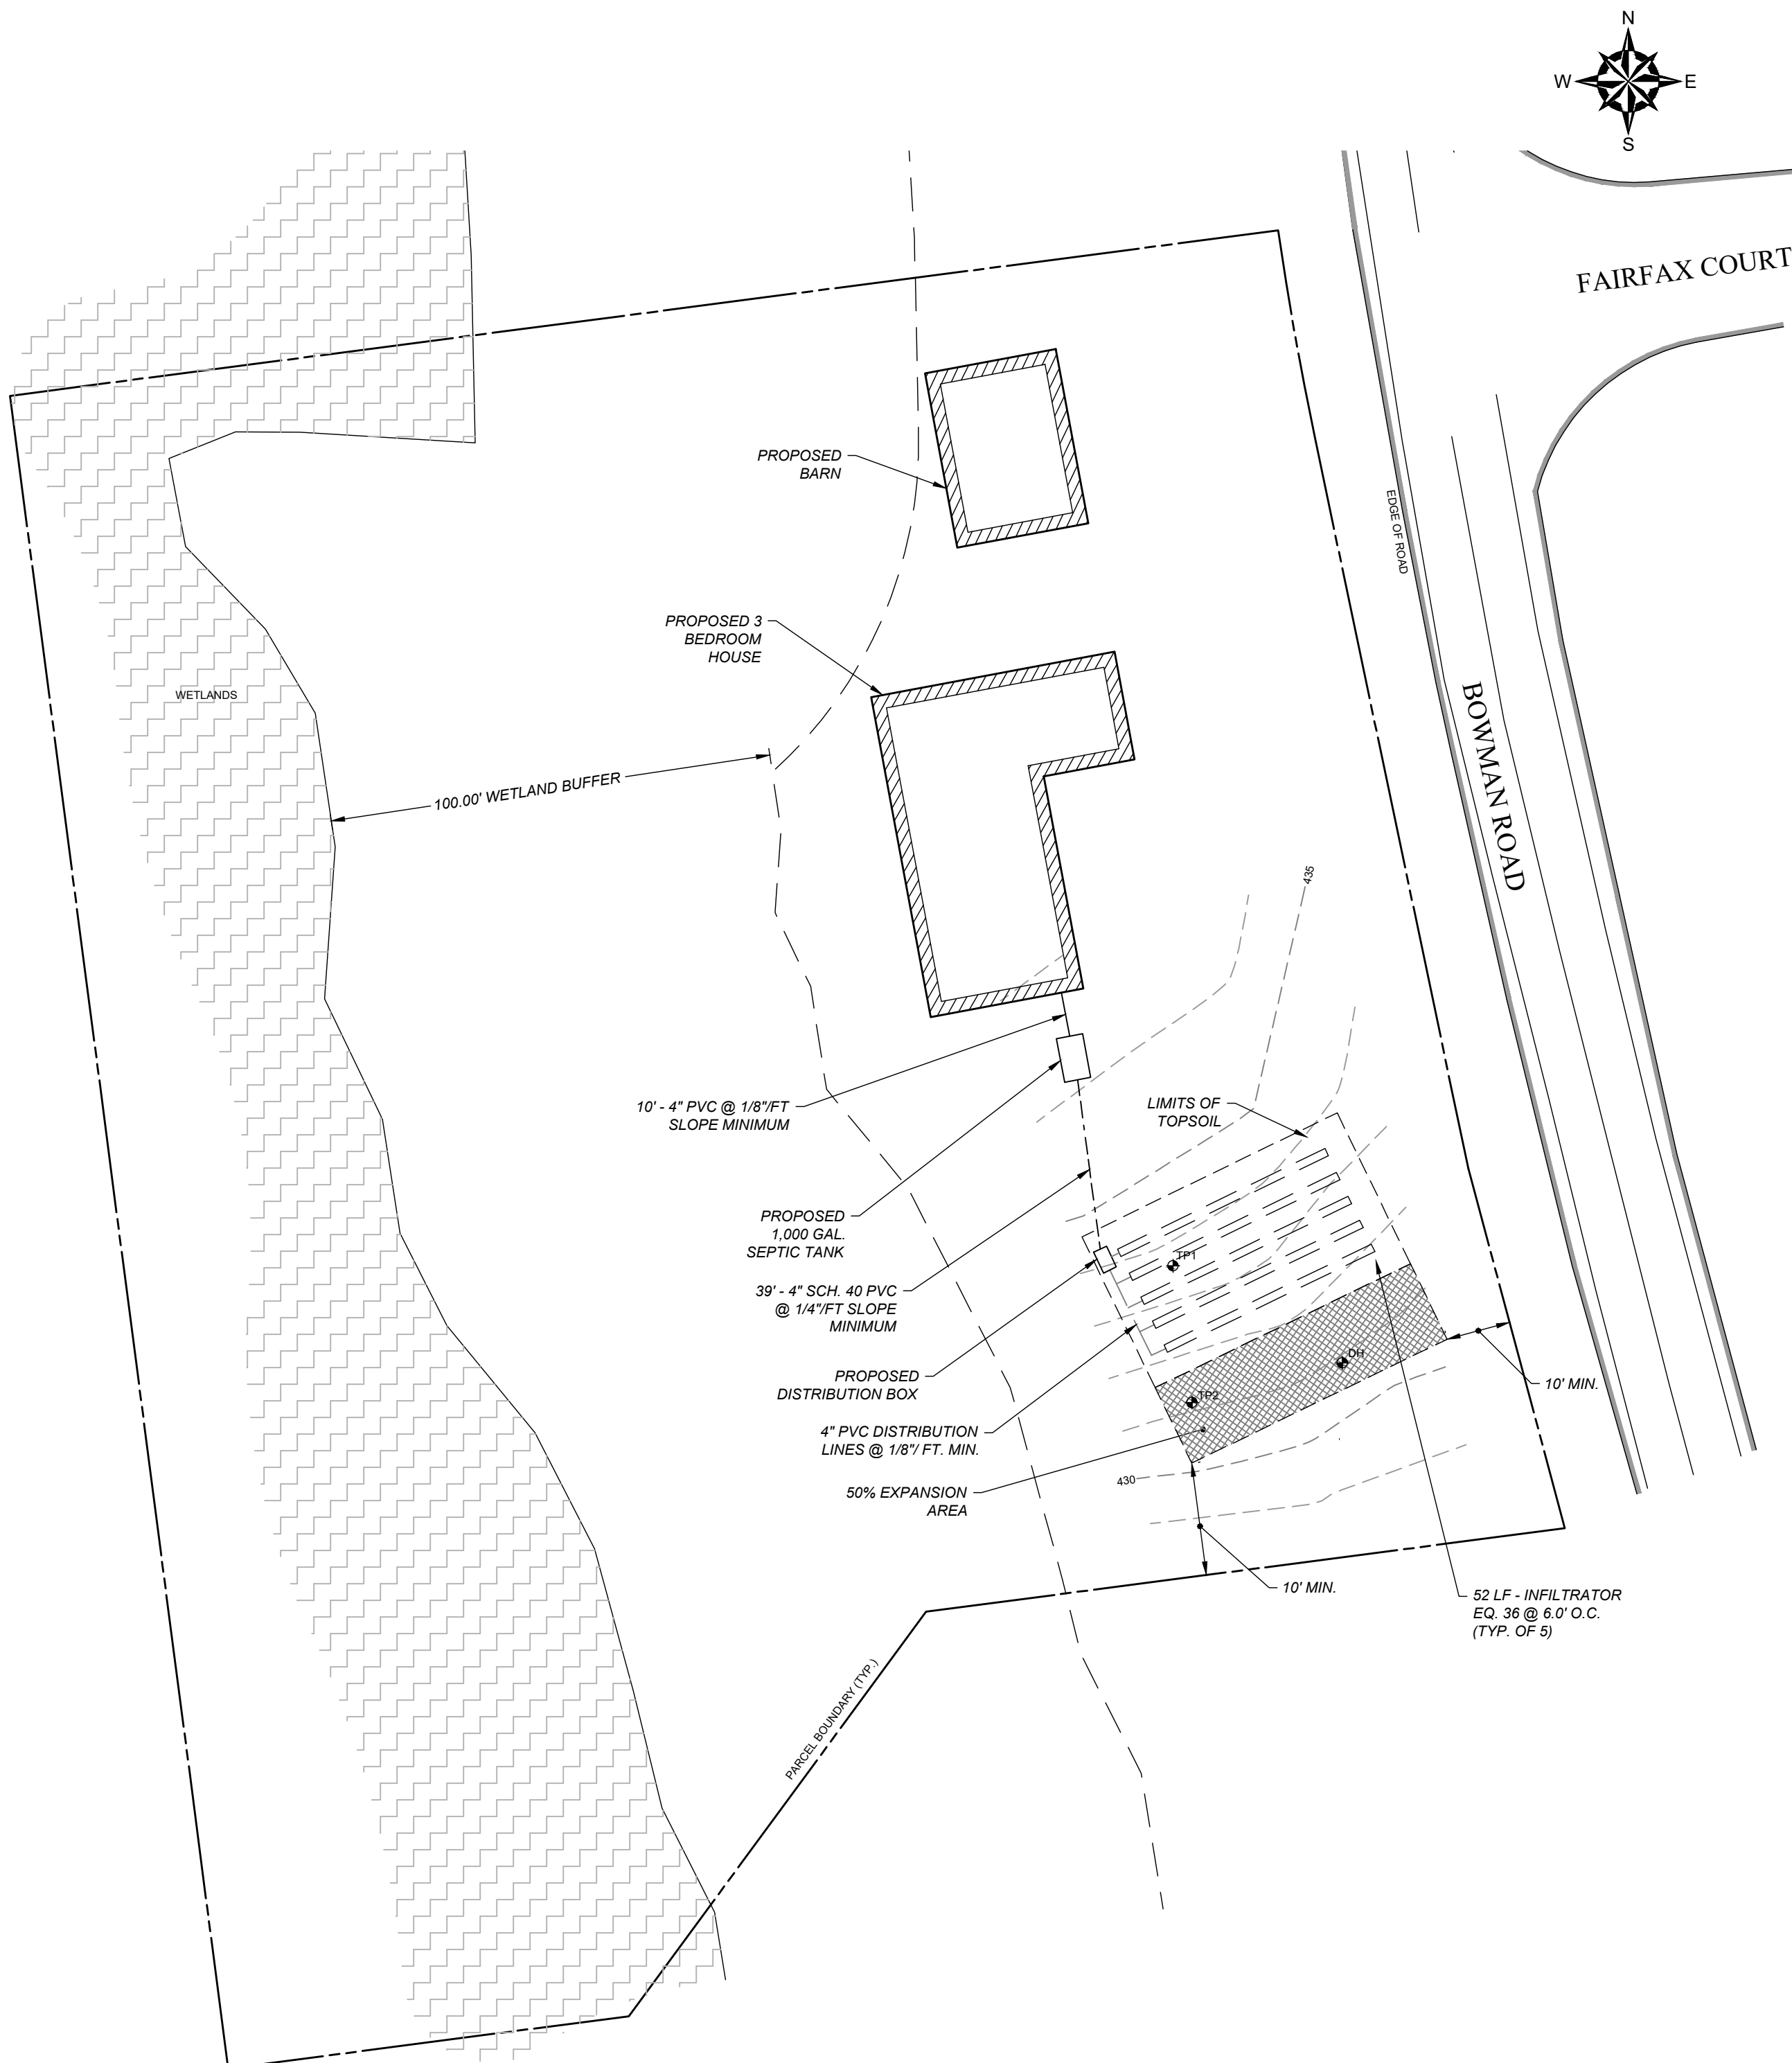 N
W
E
S
FAIRFAX COURT
PROPOSED
BARN
EDGE OF ROAD
PROPOSED 3
BEDROOM
HOUSE
WETLANDS
BOWMAN ROAD
100.00' WETLAND BUFFER
435
10' - 4" PVC @ 1/8"/FT
SLOPE MINIMUM
LIMITS OF
TOPSOIL
PROPOSED
1,000 GAL.
SEPTIC TANK
TP1
39' - 4" SCH. 40 PVC
@ 1/4"/FT SLOPE
MINIMUM
DH
PROPOSED
DISTRIBUTION BOX
10' MIN.
TP2
4" PVC DISTRIBUTION
LINES @ 1/8"/ FT. MIN.
430
50% EXPANSION
AREA
10' MIN.
52 LF - INFILTRATOR
EQ. 36 @ 6.0' O.C.
(TYP. OF 5)
PARCEL BOUNDARY (TYP.)